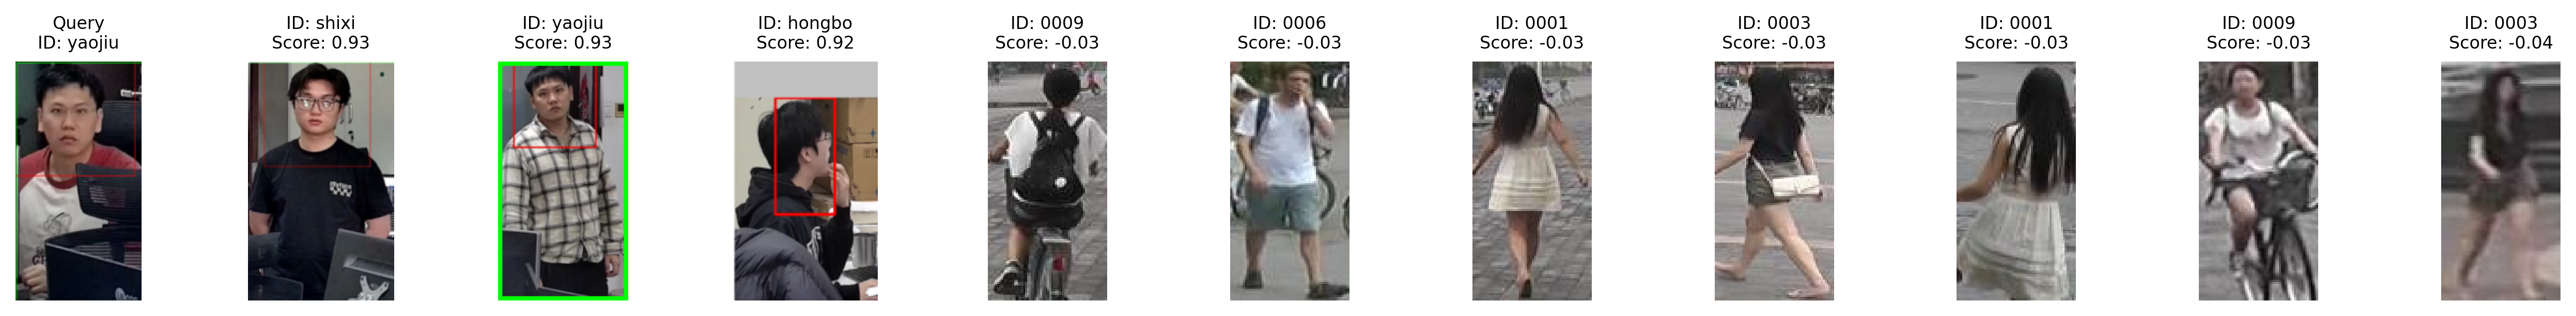 Query
ID: yaojiu
ID: shixi
Score: 0.93
ID: yaojiu
Score: 0.93
ID: hongbo
Score: 0.92
ID: 0009
Score: -0.03
ID: 0006
Score: -0.03
ID: 0001
Score: -0.03
ID: 0003
Score: -0.03
ID: 0001
Score: -0.03
ID: 0009
Score: -0.03
ID: 0003
Score: -0.04